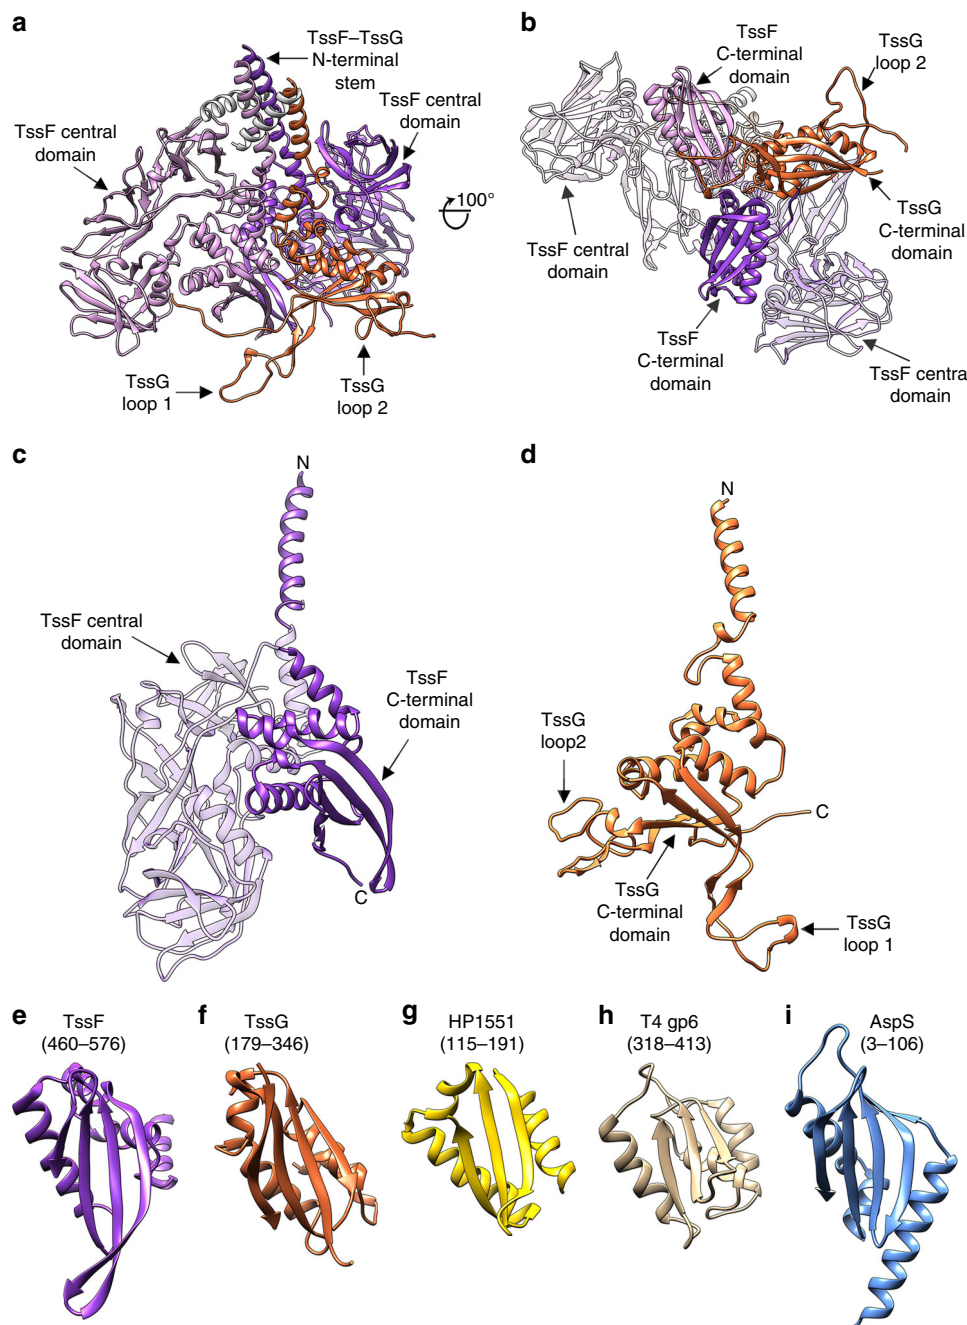 a
TssF–TssG
N-terminal
stem
TssF central
domain
TssF central
domain
100°
TssG
loop 1
TssG
loop 2
b
TssF
C-terminal
domain
TssG
loop 2
TssF central
domain
TssG
C-terminal
domain
TssF
C-terminal
domain
TssF centra
domain
c
N
TssF central
domain
TssF
C-terminal
domain
C
d
N
TssG
loop2
C
TssG
C-terminal
domain
TssG
loop 1
e
TssF
(460–576)
f
TssG
(179–346)
g
HP1551
(115–191)
h
T4 gp6
(318–413)
i
AspS
(3–106)